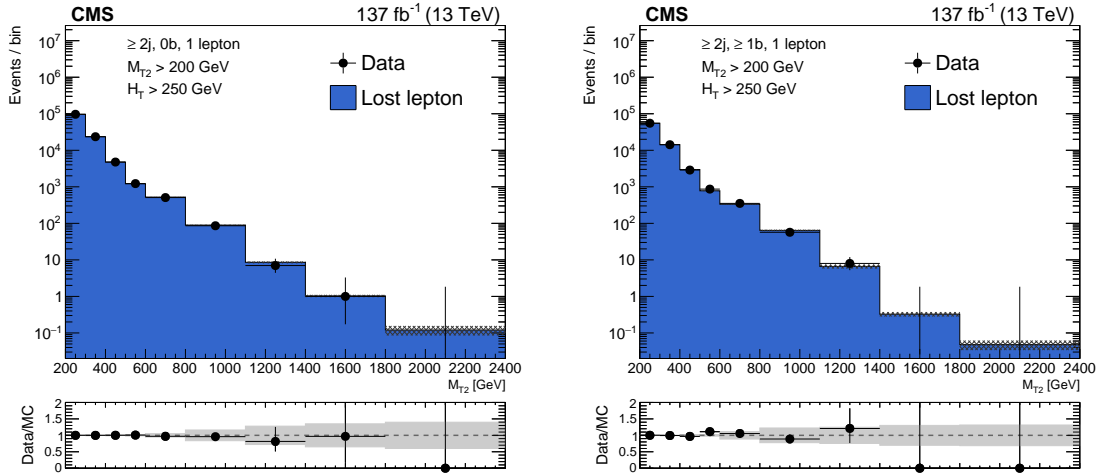 CMS 137 fb⁻¹ (13 TeV)
Events / bin
≥ 2j, 0b, 1 lepton
M_T2 > 200 GeV
H_T > 250 GeV
Data
Lost lepton
10⁷
10⁶
10⁵
10⁴
10³
10²
10
1
10⁻¹
200 400 600 800 1000 1200 1400 1600 1800 2000 2200 2400
M_T2 [GeV]
Data/MC
2
1.5
1
0.5
0
CMS 137 fb⁻¹ (13 TeV)
Events / bin
≥ 2j, ≥ 1b, 1 lepton
M_T2 > 200 GeV
H_T > 250 GeV
Data
Lost lepton
10⁷
10⁶
10⁵
10⁴
10³
10²
10
1
10⁻¹
200 400 600 800 1000 1200 1400 1600 1800 2000 2200 2400
M_T2 [GeV]
Data/MC
2
1.5
1
0.5
0